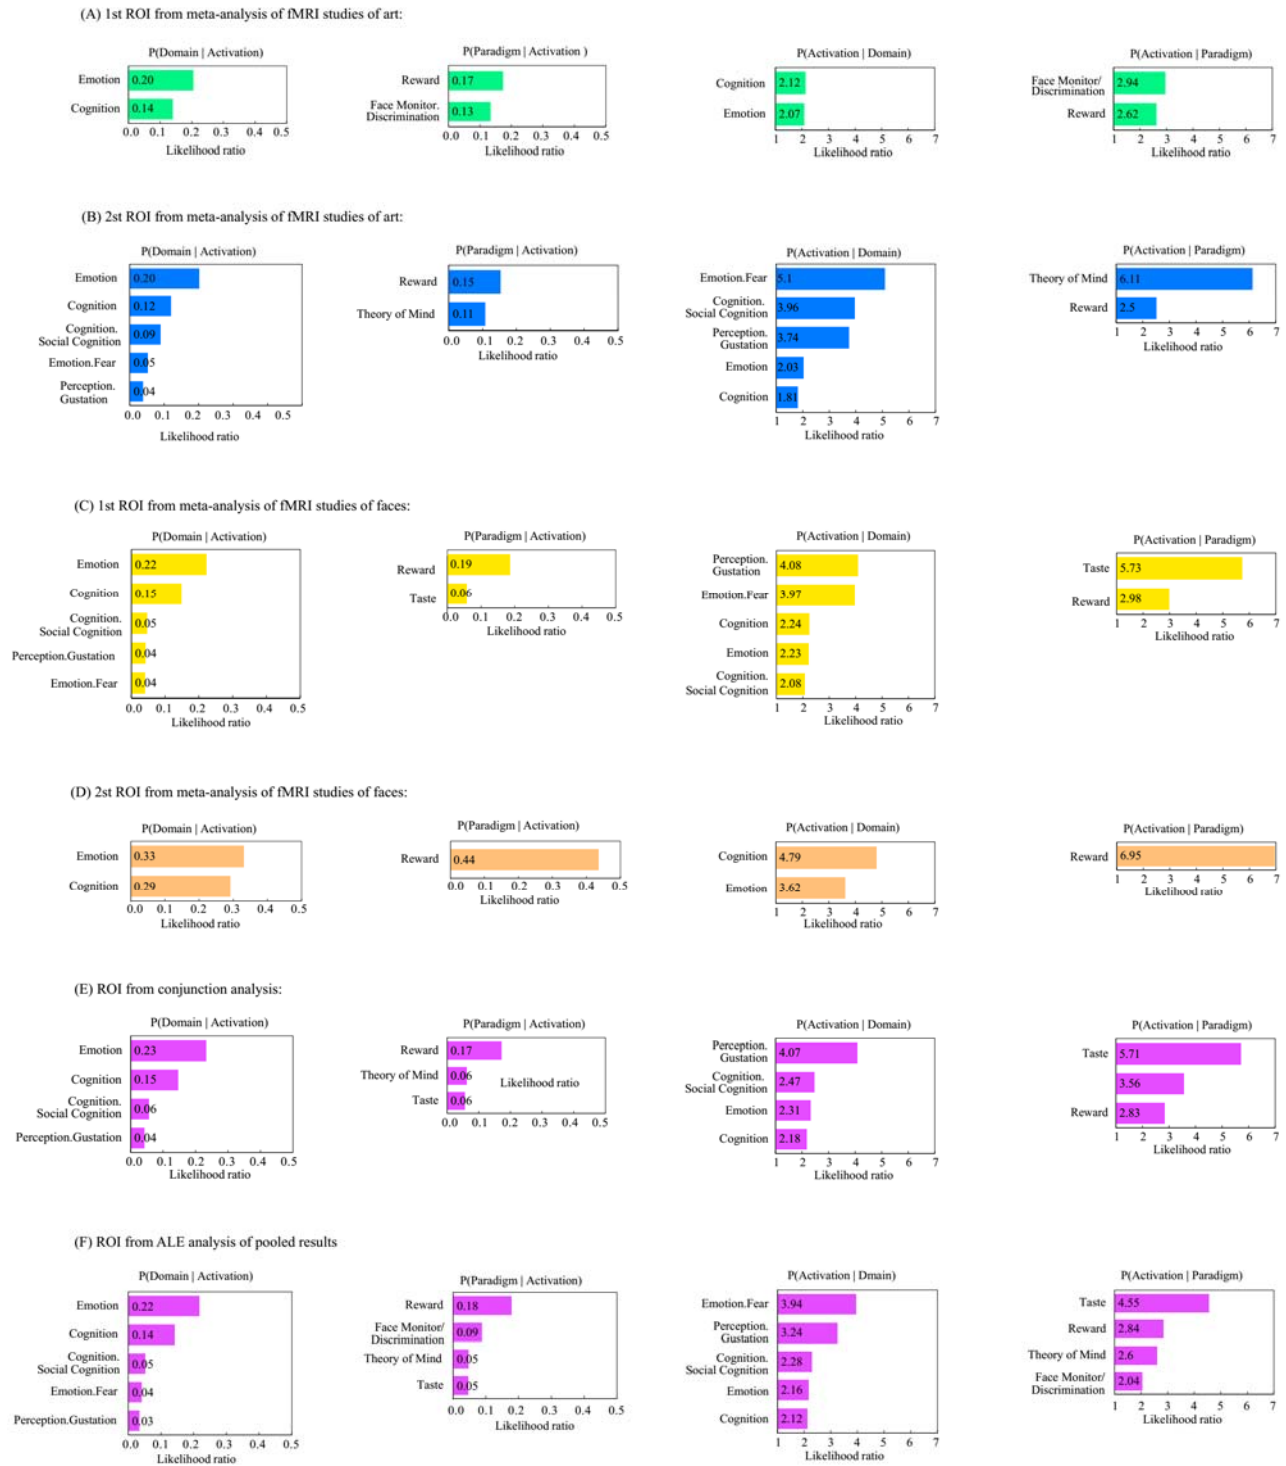 (A) 1st ROI from meta-analysis of fMRI studies of art:
P(Domain | Activation)
Emotion 0.20
Cognition 0.14
0.0 0.1 0.2 0.3 0.4 0.5
Likelihood ratio
P(Paradigm | Activation )
Reward 0.17
Face Monitor.
Discrimination 0.13
0.0 0.1 0.2 0.3 0.4 0.5
Likelihood ratio
P(Activation | Domain)
Cognition 2.12
Emotion 2.07
1 2 3 4 5 6 7
Likelihood ratio
P(Activation | Paradigm)
Face Monitor/
Discrimination 2.94
Reward 2.62
1 2 3 4 5 6 7
Likelihood ratio
(B) 2st ROI from meta-analysis of fMRI studies of art:
P(Domain | Activation)
Emotion 0.20
Cognition 0.12
Cognition.
Social Cognition 0.09
Emotion.Fear 0.05
Perception.
Gustation 0.04
0.0 0.1 0.2 0.3 0.4 0.5
Likelihood ratio
P(Paradigm | Activation)
Reward 0.15
Theory of Mind 0.11
0.0 0.1 0.2 0.3 0.4 0.5
Likelihood ratio
P(Activation | Domain)
Emotion.Fear 5.1
Cognition.
Social Cognition 3.96
Perception.
Gustation 3.74
Emotion 2.03
Cognition 1.81
1 2 3 4 5 6 7
Likelihood ratio
P(Activation | Paradigm)
Theory of Mind 6.11
Reward 2.5
1 2 3 4 5 6 7
Likelihood ratio
(C) 1st ROI from meta-analysis of fMRI studies of faces:
P(Domain | Activation)
Emotion 0.22
Cognition 0.15
Cognition.
Social Cognition 0.05
Perception.Gustation 0.04
Emotion.Fear 0.04
0.0 0.1 0.2 0.3 0.4 0.5
Likelihood ratio
P(Paradigm | Activation)
Reward 0.19
Taste 0.06
0.0 0.1 0.2 0.3 0.4 0.5
Likelihood ratio
P(Activation | Domain)
Perception.
Gustation 4.08
Emotion.Fear 3.97
Cognition 2.24
Emotion 2.23
Cognition.
Social Cognition 2.08
1 2 3 4 5 6 7
Likelihood ratio
P(Activation | Paradigm)
Taste 5.73
Reward 2.98
1 2 3 4 5 6 7
Likelihood ratio
(D) 2st ROI from meta-analysis of fMRI studies of faces:
P(Domain | Activation)
Emotion 0.33
Cognition 0.29
0.0 0.1 0.2 0.3 0.4 0.5
Likelihood ratio
P(Paradigm | Activation)
Reward 0.44
0.0 0.1 0.2 0.3 0.4 0.5
Likelihood ratio
P(Activation | Domain)
Cognition 4.79
Emotion 3.62
1 2 3 4 5 6 7
Likelihood ratio
P(Activation | Paradigm)
Reward 6.95
1 2 3 4 5 6 7
Likelihood ratio
(E) ROI from conjunction analysis:
P(Domain | Activation)
Emotion 0.23
Cognition 0.15
Cognition.
Social Cognition 0.06
Perception.Gustation 0.04
0.0 0.1 0.2 0.3 0.4 0.5
Likelihood ratio
P(Paradigm | Activation)
Reward 0.17
Theory of Mind 0.06 Likelihood ratio
Taste 0.06
0.0 0.1 0.2 0.3 0.4 0.5
P(Activation | Domain)
Perception.
Gustation 4.07
Cognition.
Social Cognition 2.47
Emotion 2.31
Cognition 2.18
1 2 3 4 5 6 7
Likelihood ratio
P(Activation | Paradigm)
Taste 5.71
3.56
Reward 2.83
1 2 3 4 5 6 7
Likelihood ratio
(F) ROI from ALE analysis of pooled results
P(Domain | Activation)
Emotion 0.22
Cognition 0.14
Cognition.
Social Cognition 0.05
Emotion.Fear 0.04
Perception.Gustation 0.03
0.0 0.1 0.2 0.3 0.4 0.5
Likelihood ratio
P(Paradigm | Activation)
Reward 0.18
Face Monitor/
Discrimination 0.09
Theory of Mind 0.05
Taste 0.05
0.0 0.1 0.2 0.3 0.4 0.5
Likelihood ratio
P(Activation | Dmain)
Emotion.Fear 3.94
Perception.
Gustation 3.24
Cognition.
Social Cognition 2.28
Emotion 2.16
Cognition 2.12
1 2 3 4 5 6 7
Likelihood ratio
P(Activation | Paradigm)
Taste 4.55
Reward 2.84
Theory of Mind 2.6
Face Monitor/
Discrimination 2.04
1 2 3 4 5 6 7
Likelihood ratio